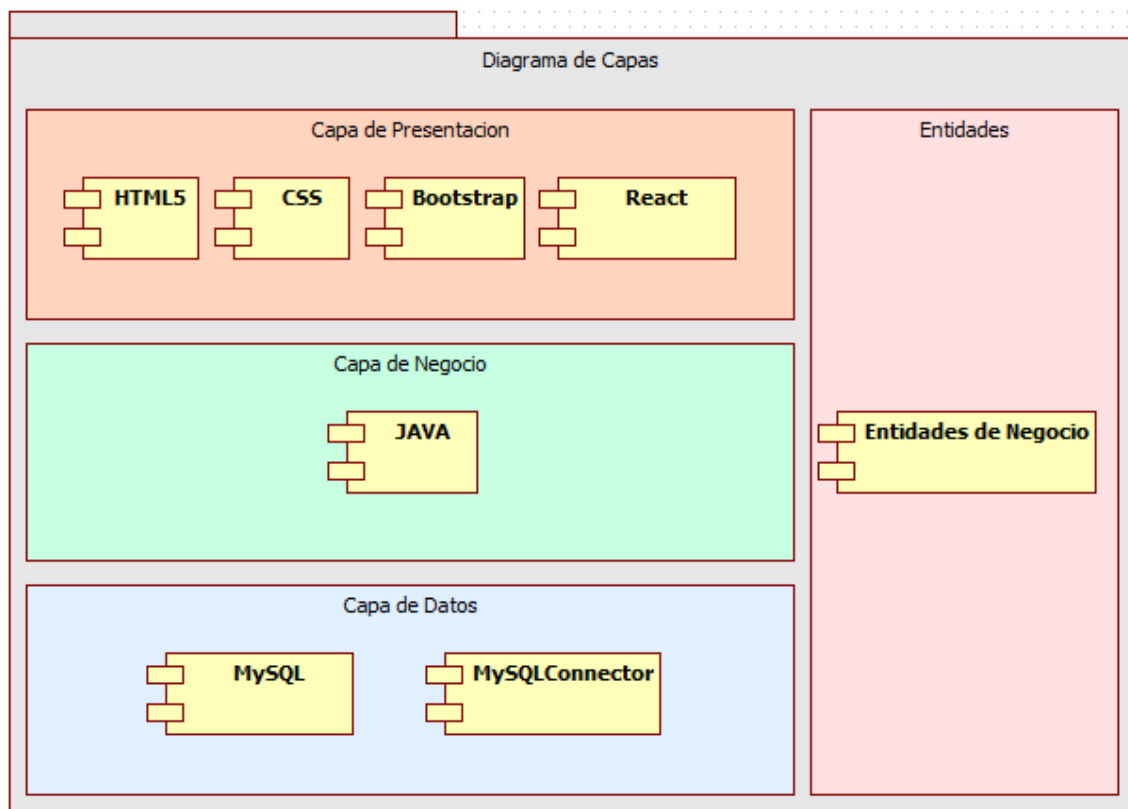 Diagrama de Capas
Capa de Presentacion
HTML5
CSS
Bootstrap
React
Capa de Negocio
JAVA
Capa de Datos
MySQL
MySQLConnector
Entidades
Entidades de Negocio